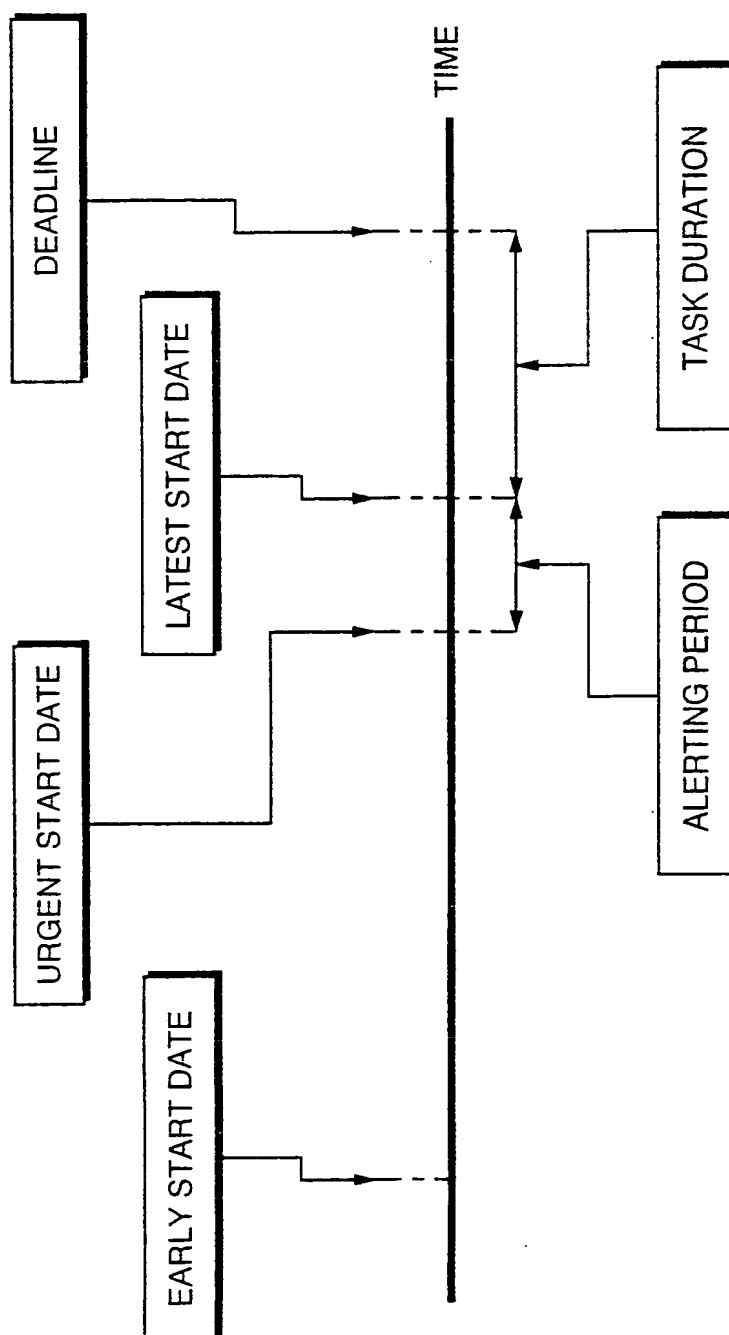 URGENT START DATE
DEADLINE
EARLY START DATE
LATEST START DATE
TIME
ALERTING PERIOD
TASK DURATION